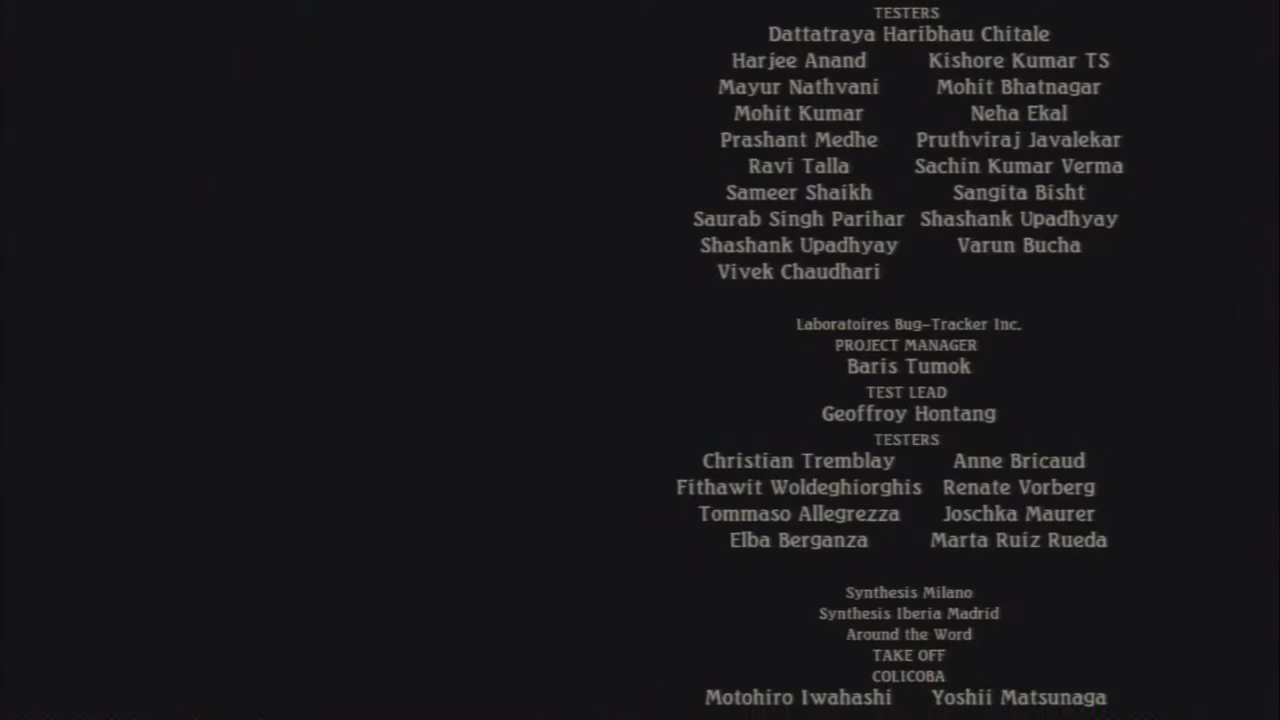 TESTERS
Dattatraya Haribhau Chitale
Harjee Anand Kishore Kumar TS
Mayur Nathvani Mohit Bhatnagar
Mohit Kumar Neha Ekal
Prashant Medhe Pruthviraj Javalekar
Ravi Talla Sachin Kumar Verma
Sameer Shaikh Sangita Bisht
Saurab Singh Parihar Shashank Upadhyay
Shashank Upadhyay Varun Bucha
Vivek Chaudhari
Laboratoires Bug-Tracker Inc.
PROJECT MANAGER
Baris Tumok
TEST LEAD
Geoffroy Hontang
TESTERS
Christian Tremblay Anne Bricaud
Fithawit Woldeghiorghis Renate Vorberg
Tommaso Allegrezza Joschka Maurer
Elba Berganza Marta Ruiz Rueda
Synthesis Milano
Synthesis Iberia Madrid
Around the Word
TAKE OFF
COLICOBA
Motohiro Iwahashi Yoshii Matsunaga